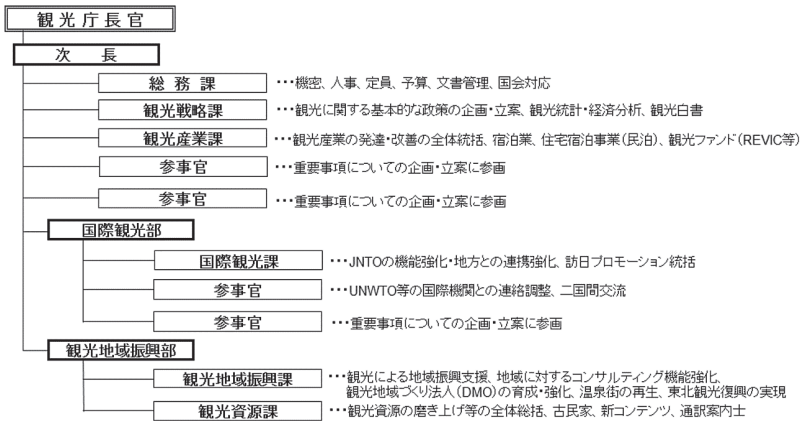 観光庁長官
次　長
総 務 課 ・・・機密、人事、定員、予算、文書管理、国会対応
観光戦略課 ・・・観光に関する基本的な政策の企画・立案、観光統計・経済分析、観光白書
観光産業課 ・・・観光産業の発達・改善の全体統括、宿泊業、住宅宿泊事業（民泊）、観光ファンド（REVIC等）
参事官 ・・・重要事項についての企画・立案に参画
参事官 ・・・重要事項についての企画・立案に参画
国際観光部
国際観光課 ・・・JNTOの機能強化・地方との連携強化、訪日プロモーション統括
参事官 ・・・UNWTO等の国際機関との連絡調整、二国間交流
参事官 ・・・重要事項についての企画・立案に参画
観光地域振興部
観光地域振興課 ・・・観光による地域振興支援、地域に対するコンサルティング機能強化、
観光地域づくり法人（DMO）の育成・強化、温泉街の再生、東北観光復興の実現
観光資源課 ・・・観光資源の磨き上げ等の全体総括、古民家、新コンテンツ、通訳案内士